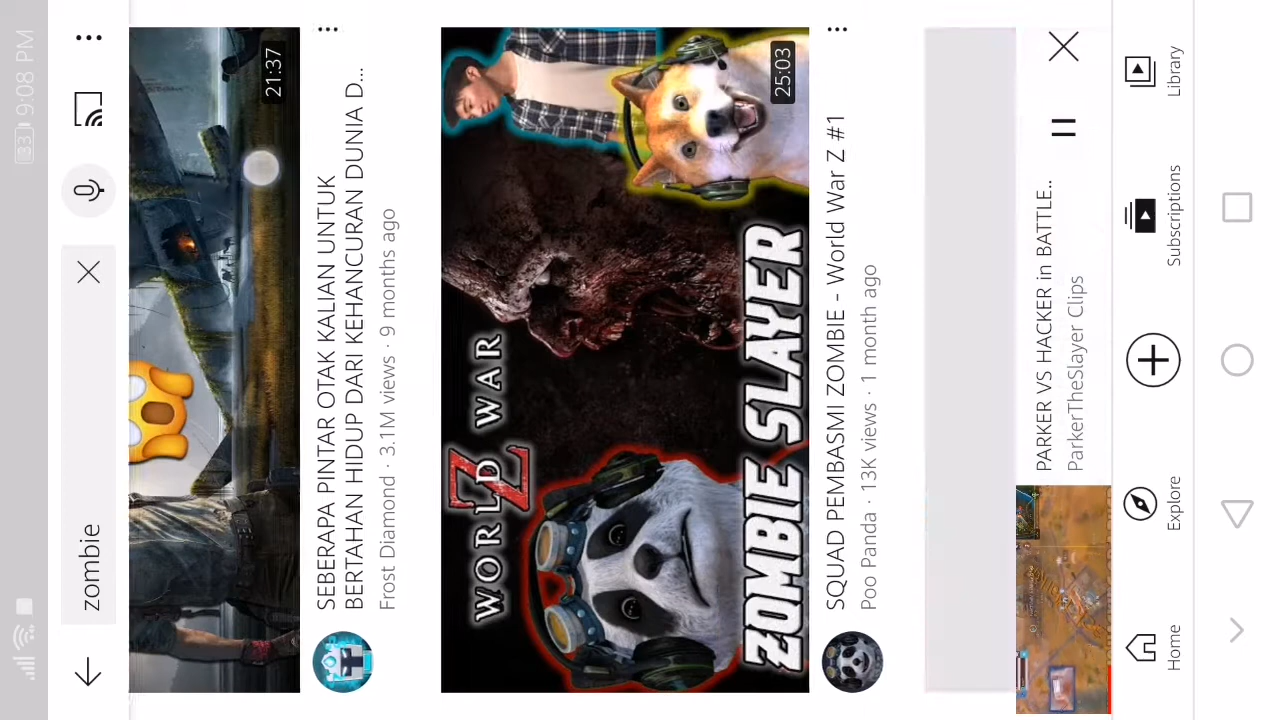 33 9:08 PM
zombie
21:37
SEBERAPA PINTAR OTAK KALIAN UNTUK
BERTAHAN HIDUP DARI KEHANCURAN DUNIA D...
Frost Diamond · 3.1M views · 9 months ago
WORLD WAR
Z
ZOMBIE SLAYER
25:03
SQUAD PEMBASMI ZOMBIE - World War Z #1
Poo Panda · 13K views · 1 month ago
PARKER VS HACKER in BATTLE..
ParkerTheSlayer Clips
Home
Explore
Subscriptions
Library